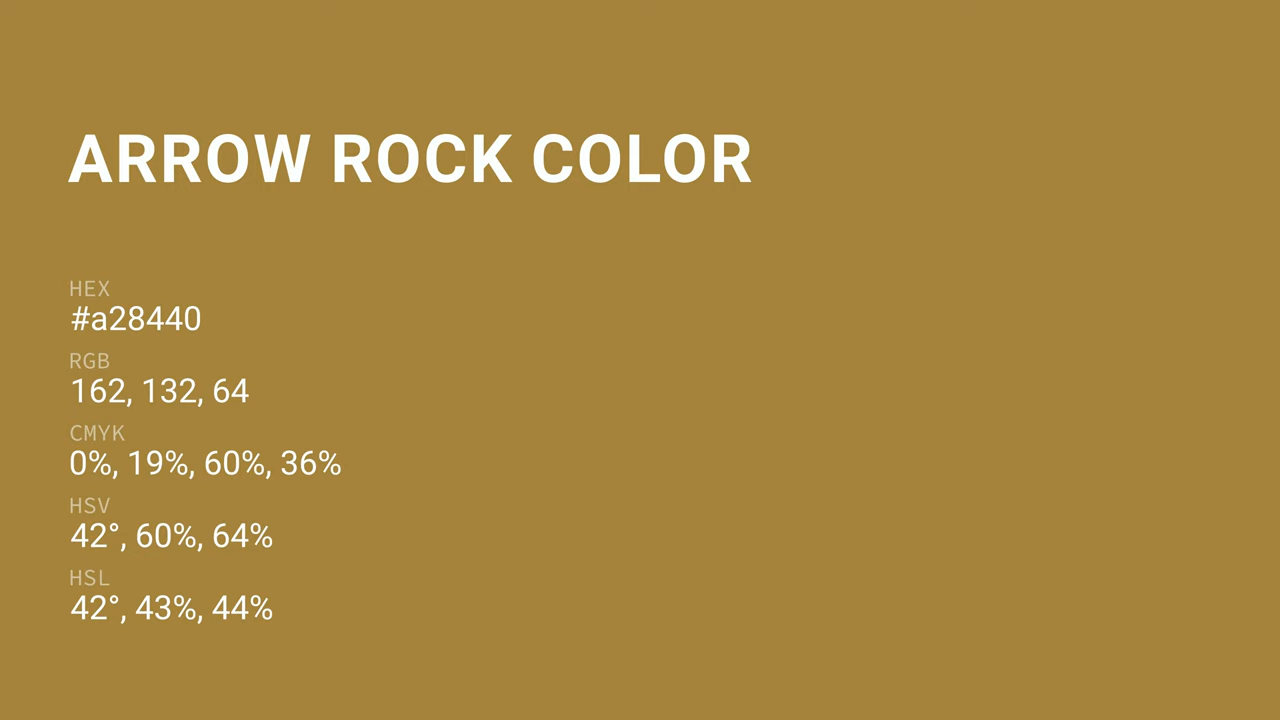 ARROW ROCK COLOR
HEX
#a28440
RGB
162, 132, 64
CMYK
0%, 19%, 60%, 36%
HSV
42°, 60%, 64%
HSL
42°, 43%, 44%